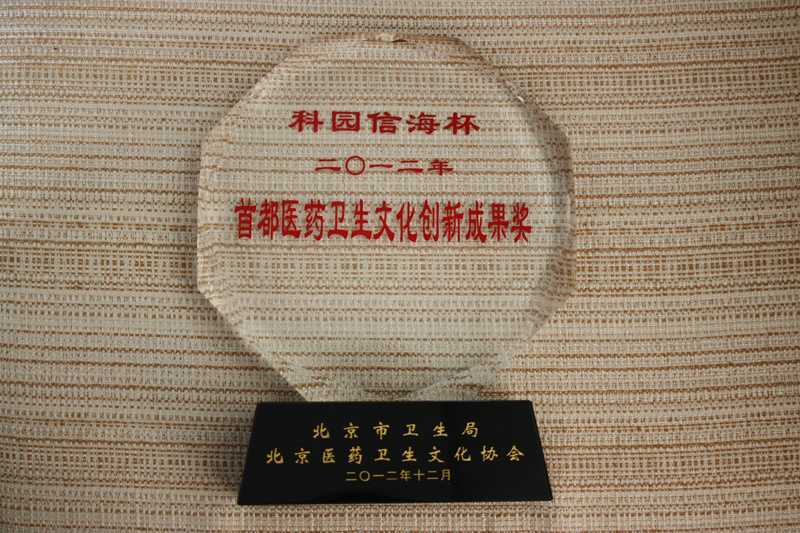 科园信海杯
二〇一二年
首都医药卫生文化创新成果奖
北京市卫生局
北京医药卫生文化协会
二〇一二年十二月